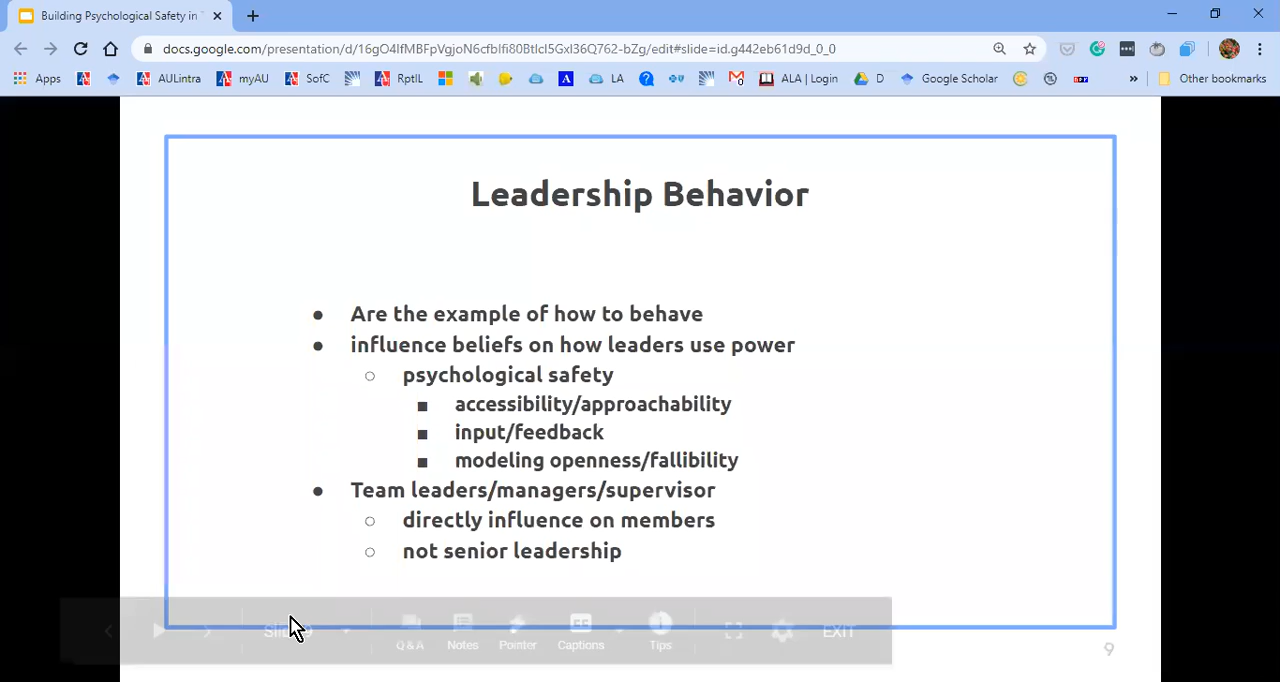 Building Psychological Safety in
docs.google.com/presentation/d/16gO4lfMBFpVgjoN6cfblfi80Btlcl5Gxl36Q762-bZg/edit#slide=id.g442eb61d9d_0_0
Apps AULintra myAU SofC RptIL A LA ALA | Login D Google Scholar » Other bookmarks
Leadership Behavior
● Are the example of how to behave
● influence beliefs on how leaders use power
○ psychological safety
■ accessibility/approachability
■ input/feedback
■ modeling openness/fallibility
● Team leaders/managers/supervisor
○ directly influence on members
○ not senior leadership
Q & A Notes Pointer Captions Tips EXIT
9